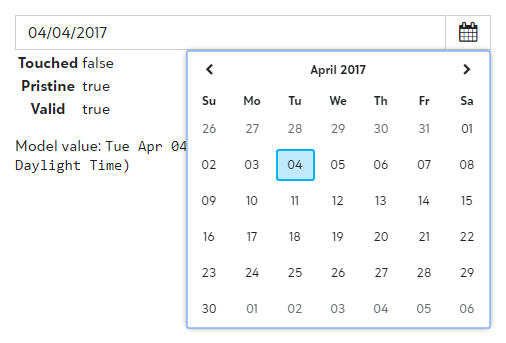 04/04/2017
Touched false
Pristine true
Valid true
Model value: Tue Apr 04
Daylight Time)
April 2017
Su Mo Tu We Th Fr Sa
26 27 28 29 30 31 01
02 03 04 05 06 07 08
09 10 11 12 13 14 15
16 17 18 19 20 21 22
23 24 25 26 27 28 29
30 01 02 03 04 05 06